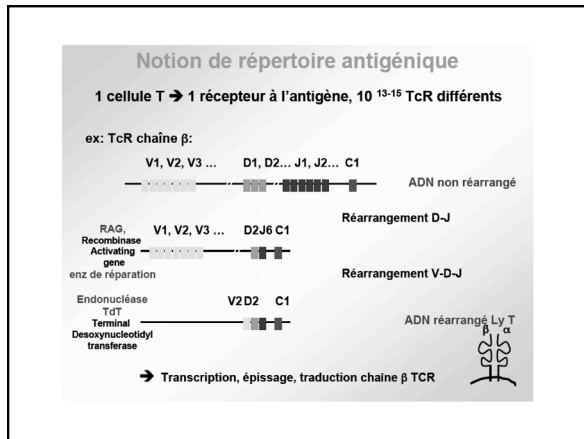 Notion de répertoire antigénique
1 cellule T ➔ 1 récepteur à l'antigène, 10 13-15 TcR différents
ex: TcR chaîne β:
V1, V2, V3 ... D1, D2... J1, J2... C1
ADN non réarrangé
Réarrangement D-J
RAG,
Recombinase
Activating
gene
enz de réparation
V1, V2, V3 ... D2J6 C1
Réarrangement V-D-J
Endonucléase
TdT
Terminal
Desoxynucleotidyl
transferase
V2D2 C1
ADN réarrangé Ly T
β α
➔ Transcription, épissage, traduction chaîne β TCR